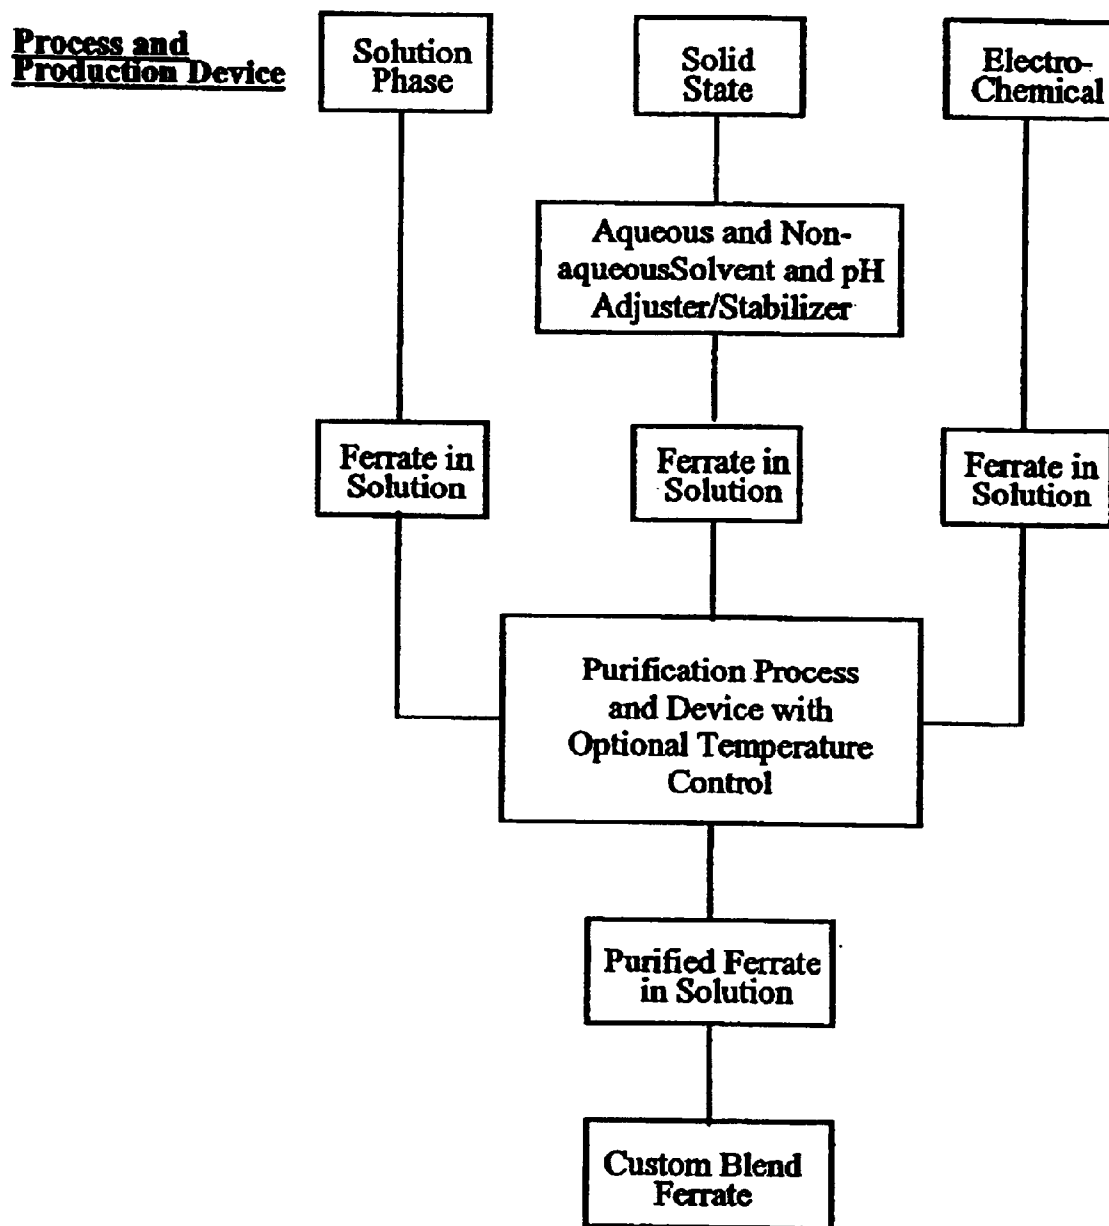 Process and
Production Device
Solution
Phase
Solid
State
Electro-
Chemical
Aqueous and Non-
aqueousSolvent and pH
Adjuster/Stabilizer
Ferrate in
Solution
Ferrate in
Solution
Ferrate in
Solution
Purification Process
and Device with
Optional Temperature
Control
Purified Ferrate
in Solution
Custom Blend
Ferrate